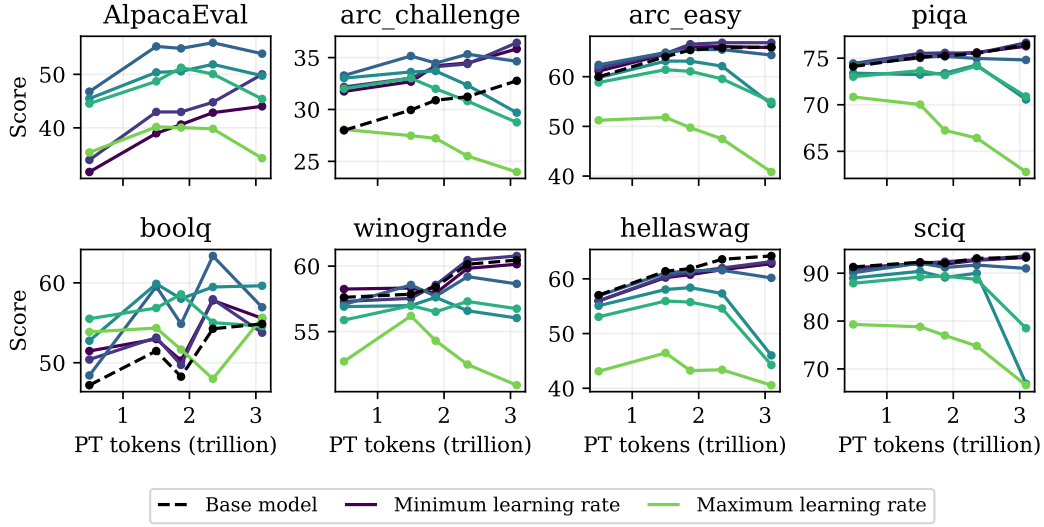 AlpacaEval
arc_challenge
arc_easy
piqa
Score
50
40
35
30
25
60
50
40
75
70
65
boolq
winogrande
hellaswag
sciq
Score
60
50
60
55
70
60
50
40
90
80
70
1 2 3
1 2 3
1 2 3
1 2 3
PT tokens (trillion)
PT tokens (trillion)
PT tokens (trillion)
PT tokens (trillion)
Base model
Minimum learning rate
Maximum learning rate